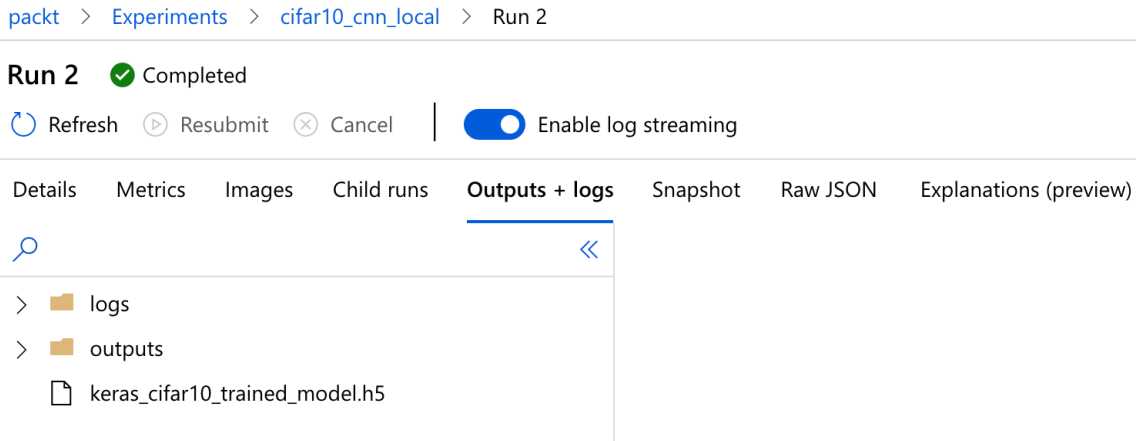 packt > Experiments > cifar10_cnn_local > Run 2
Run 2 Completed
Refresh Resubmit Cancel Enable log streaming
Details Metrics Images Child runs Outputs + logs Snapshot Raw JSON Explanations (preview)
logs
outputs
keras_cifar10_trained_model.h5